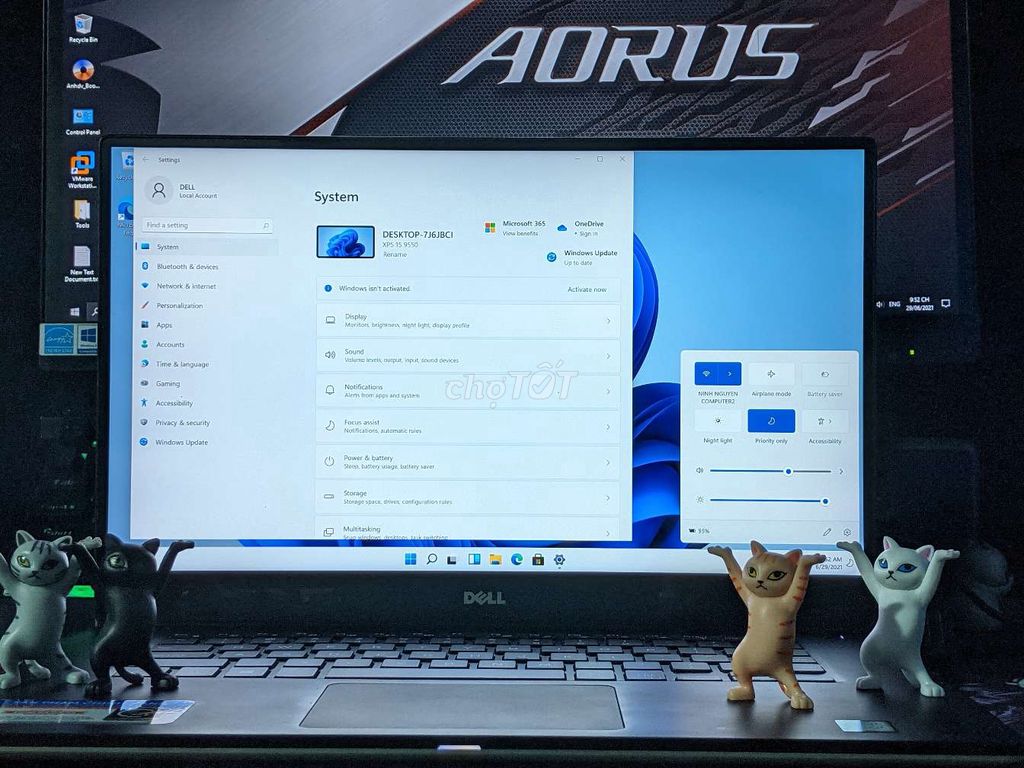 AORUS
Recycle Bin
Anhdv_Boo...
Control Panel
VMware
Workstati...
Tools
New Text
Document.txt
9:52 CH
ENG
29/06/2021
Settings
DELL
Local Account
Find a setting
System
Bluetooth & devices
Network & internet
Personalization
Apps
Accounts
Time & language
Gaming
Accessibility
Privacy & security
Windows Update
System
DESKTOP-7J6JBCI
XPS 15 9550
Rename
Microsoft 365
View benefits
OneDrive
• Sign in
Windows Update
Up to date
Windows isn't activated.
Activate now
Display
Monitors, brightness, night light, display profile
Sound
Volume levels, output, input, sound devices
Notifications
Alerts from apps and system
Focus assist
Notifications, automatic rules
Power & battery
Sleep, battery usage, battery saver
Storage
Storage space, drives, configuration rules
Multitasking
Snap windows, desktops, task switching
chợTỐT
NINH NGUYEN
COMPUTER2
Airplane mode
Battery saver
Night light
Priority only
Accessibility
95%
6/29/2021
DELL